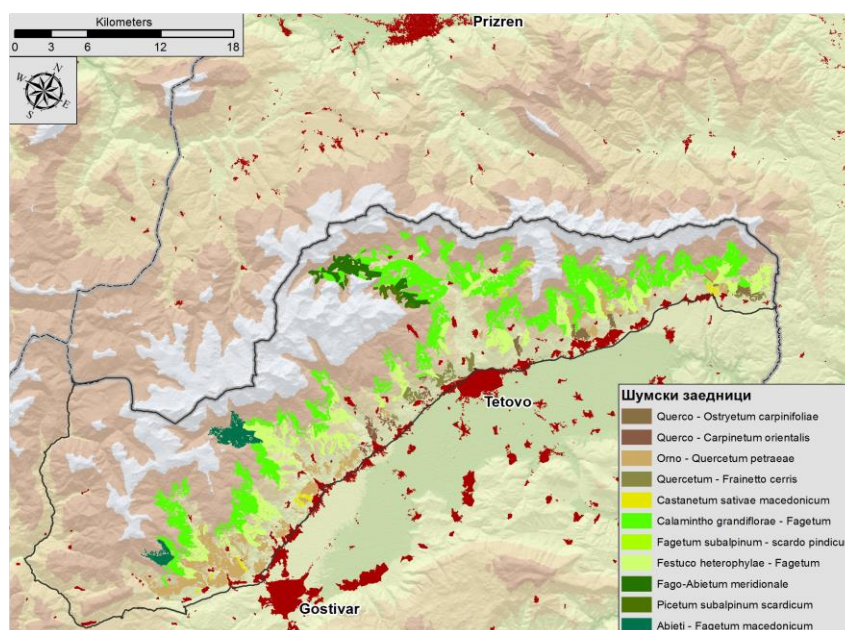 Kilometers
0 3 6 12 18
N
W
E
S
Prizren
Tetovo
Gostivar
Шумски заедници
Querco - Ostryetum carpinifoliae
Querco - Carpinetum orientalis
Orno - Quercetum petraeae
Quercetum - Frainetto cerris
Castanetum sativae macedonicum
Calamintho grandiflorae - Fagetum
Fagetum subalpinum - scardo pindicu
Festuco heterophylae - Fagetum
Fago-Abietum meridionale
Picetum subalpinum scardicum
Abieti - Fagetum macedonicum